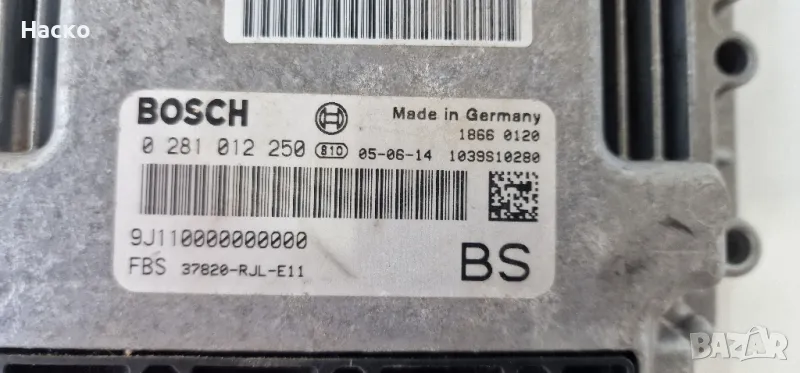 Наско
BOSCH
Made in Germany
1866 0120
0 281 012 250 810 05-06-14 1039S10280
9J110000000000
FBS 37820-RJL-E11
BS
BAZAR